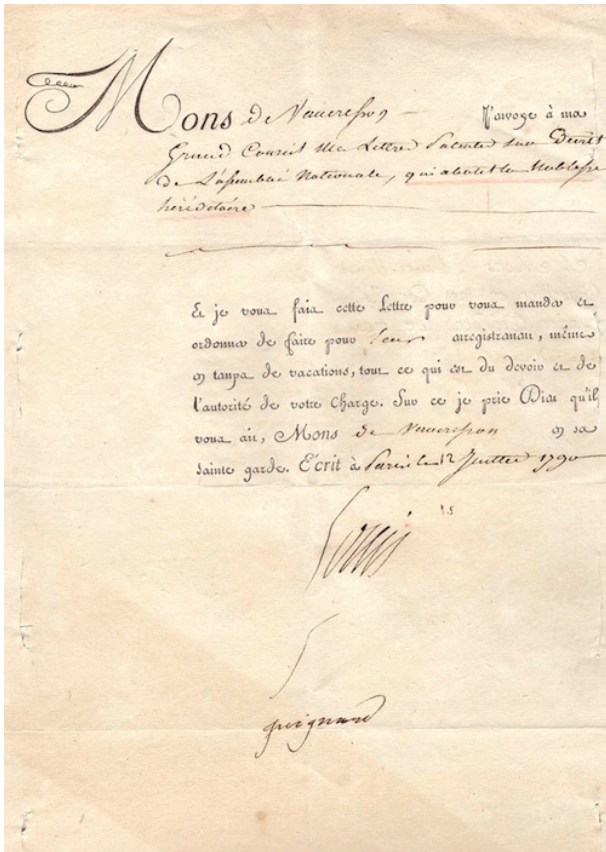 Mons de Vaucresson — J'envoye à mon
Grand Conseil mes Lettres Patentes sur Décret
de l'assemblée Nationale, qui abolit la Noblesse
héréditaire
Et je vous fais cette Lettre pour vous mander et
ordonner de faire pour leur enregistrement, même
en temps de vacations, tout ce qui est du devoir et de
l'autorité de votre Charge. Sur ce je prie Dieu qu'il
vous ait, Mons de Vaucresson en sa
sainte garde. Ecrit à Paris le 12 Juillet 1790
Louis
guignard